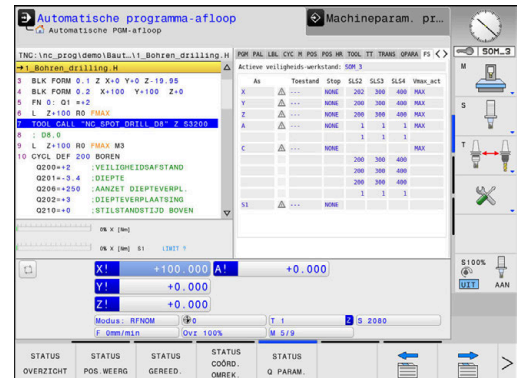 Automatische programma-afloop
Automatische PGM-afloop
Machineparam. pr...
TNC:\nc_prog\demo\Baut…\1_Bohren_drilling.H
→1_Bohren_drilling.H
3 BLK FORM 0.1 Z X+0 Y+0 Z-19.95
4 BLK FORM 0.2 X+100 Y+100 Z+0
5 FN 0: Q1 =+2
6 L Z+100 R0 FMAX
7 TOOL CALL "NC_SPOT_DRILL_D8" Z S3200
8 ; D8,0
9 L Z+100 R0 FMAX M3
10 CYCL DEF 200 BOREN
Q200=+2 ;VEILIGHEIDSAFSTAND
Q201=-3.4 ;DIEPTE
Q206=+250 ;AANZET DIEPTEVERPL.
Q202=+3 ;DIEPTEVERPLAATSING
Q210=+0 ;STILSTANDSTIJD BOVEN
0% X [Nm]
0% X [Nm] S1 LIMIT 1
PGM PAL LBL CYC M POS POS HR TOOL TT TRANS QPARA FS
Actieve veiligheids-werkstand: SOM_3
As Toestand Stop SLS2 SLS3 SLS4 Vmax_act
X --- NONE 202 300 400 MAX
Y --- NONE 200 300 400 MAX
Z --- NONE 200 300 400 MAX
A --- NONE 1 1 1 MAX
1 1 1
C --- NONE MAX
200 300 400
200 300 400
200 300 400
1 1 1
S1 --- NONE
X! +100.000 A! +0.000
Y! +0.000
Z! +0.000
Modus: RFNOM 0 T 1 Z S 2080
F 0mm/min Ovr 100% M 5/9
SOM_3
M
S
T
S100%
UIT AAN
STATUS OVERZICHT
STATUS POS.WEERG
STATUS GEREED.
STATUS COÖRD. OMREK.
STATUS Q PARAM.